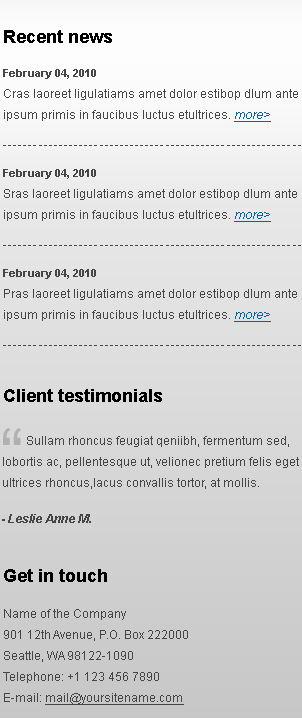 Recent news
February 04, 2010
Cras laoreet ligulatiams amet dolor estibop dlum ante
ipsum primis in faucibus luctus etultrices. more>
February 04, 2010
Sras laoreet ligulatiams amet dolor estibop dlum ante
ipsum primis in faucibus luctus etultrices. more>
February 04, 2010
Pras laoreet ligulatiams amet dolor estibop dlum ante
ipsum primis in faucibus luctus etultrices. more>
Client testimonials
“ Sullam rhoncus feugiat qeniibh, fermentum sed,
lobortis ac, pellentesque ut, velionec pretium felis eget
ultrices rhoncus,lacus convallis tortor, at mollis.
- Leslie Anne M.
Get in touch
Name of the Company
901 12th Avenue, P.O. Box 222000
Seattle, WA 98122-1090
Telephone: +1 123 456 7890
E-mail: mail@yoursitename.com